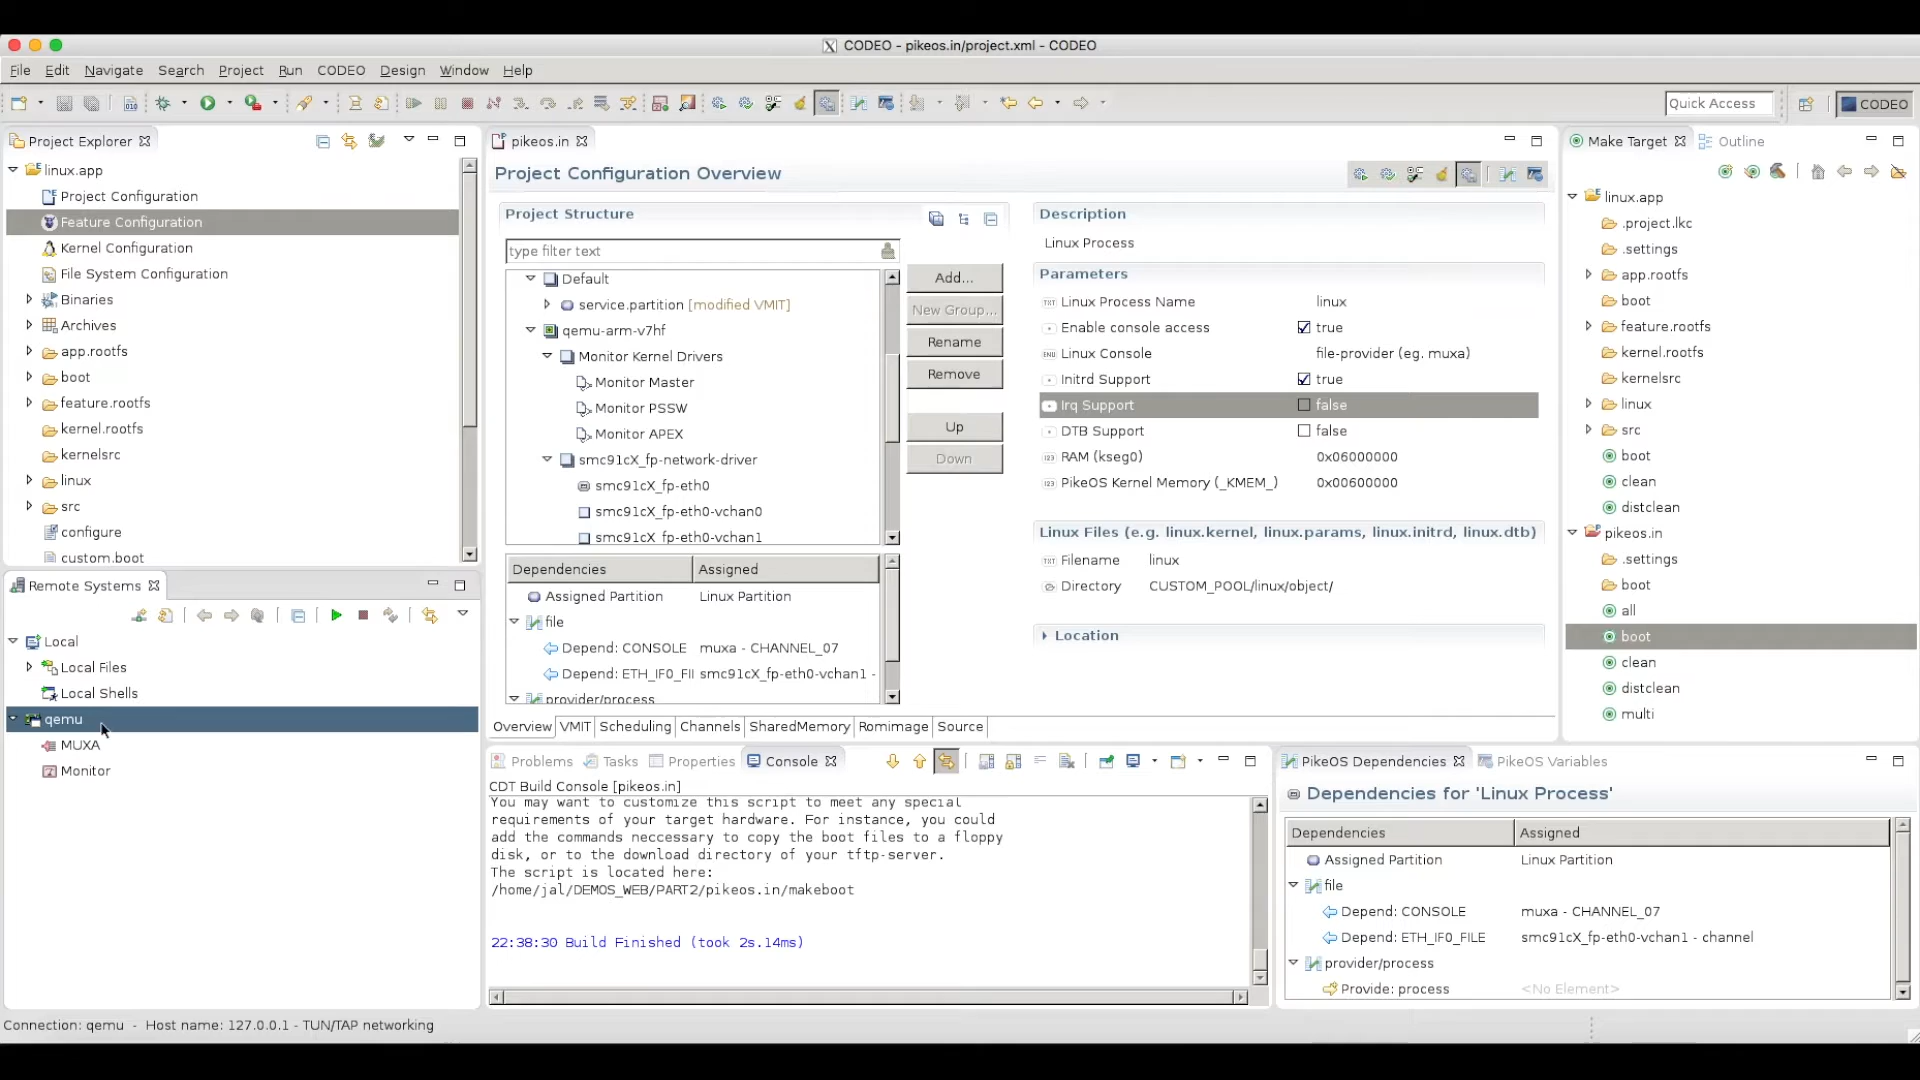 CODEO - pikeos.in/project.xml - CODEO
File Edit Navigate Search Project Run CODEO Design Window Help
Quick Access
CODEO
Project Explorer
linux.app
Project Configuration
Feature Configuration
Kernel Configuration
File System Configuration
Binaries
Archives
app.rootfs
boot
feature.rootfs
kernel.rootfs
kernelsrc
linux
src
configure
custom.boot
Remote Systems
Local
Local Files
Local Shells
qemu
MUXA
Monitor
pikeos.in
Project Configuration Overview
Project Structure
type filter text
Default
service.partition [modified VMIT]
qemu-arm-v7hf
Monitor Kernel Drivers
Monitor Master
Monitor PSSW
Monitor APEX
smc91cX_fp-network-driver
smc91cX_fp-eth0
smc91cX_fp-eth0-vchan0
smc91cX_fp-eth0-vchan1
Add...
New Group...
Rename
Remove
Up
Down
Dependencies Assigned
Assigned Partition Linux Partition
file
Depend: CONSOLE muxa - CHANNEL_07
Depend: ETH_IF0_FII smc91cX_fp-eth0-vchan1 -
provider/process
Description
Linux Process
Parameters
Linux Process Name linux
Enable console access true
Linux Console file-provider (eg. muxa)
Initrd Support true
Irq Support false
DTB Support false
RAM (kseg0) 0x06000000
PikeOS Kernel Memory (_KMEM_) 0x00600000
Linux Files (e.g. linux.kernel, linux.params, linux.initrd, linux.dtb)
Filename linux
Directory CUSTOM_POOL/linux/object/
Location
Overview VMIT Scheduling Channels SharedMemory Romimage Source
Problems Tasks Properties Console
CDT Build Console [pikeos.in]
You may want to customize this script to meet any special
requirements of your target hardware. For instance, you could
add the commands neccessary to copy the boot files to a floppy
disk, or to the download directory of your tftp-server.
The script is located here:
/home/jal/DEMOS_WEB/PART2/pikeos.in/makeboot
22:38:30 Build Finished (took 2s.14ms)
Make Target Outline
linux.app
.project.lkc
.settings
app.rootfs
boot
feature.rootfs
kernel.rootfs
kernelsrc
linux
src
boot
clean
distclean
pikeos.in
.settings
boot
all
boot
clean
distclean
multi
PikeOS Dependencies PikeOS Variables
Dependencies for 'Linux Process'
Dependencies Assigned
Assigned Partition Linux Partition
file
Depend: CONSOLE muxa - CHANNEL_07
Depend: ETH_IF0_FILE smc91cX_fp-eth0-vchan1 - channel
provider/process
Provide: process <No Element>
Connection: qemu - Host name: 127.0.0.1 - TUN/TAP networking